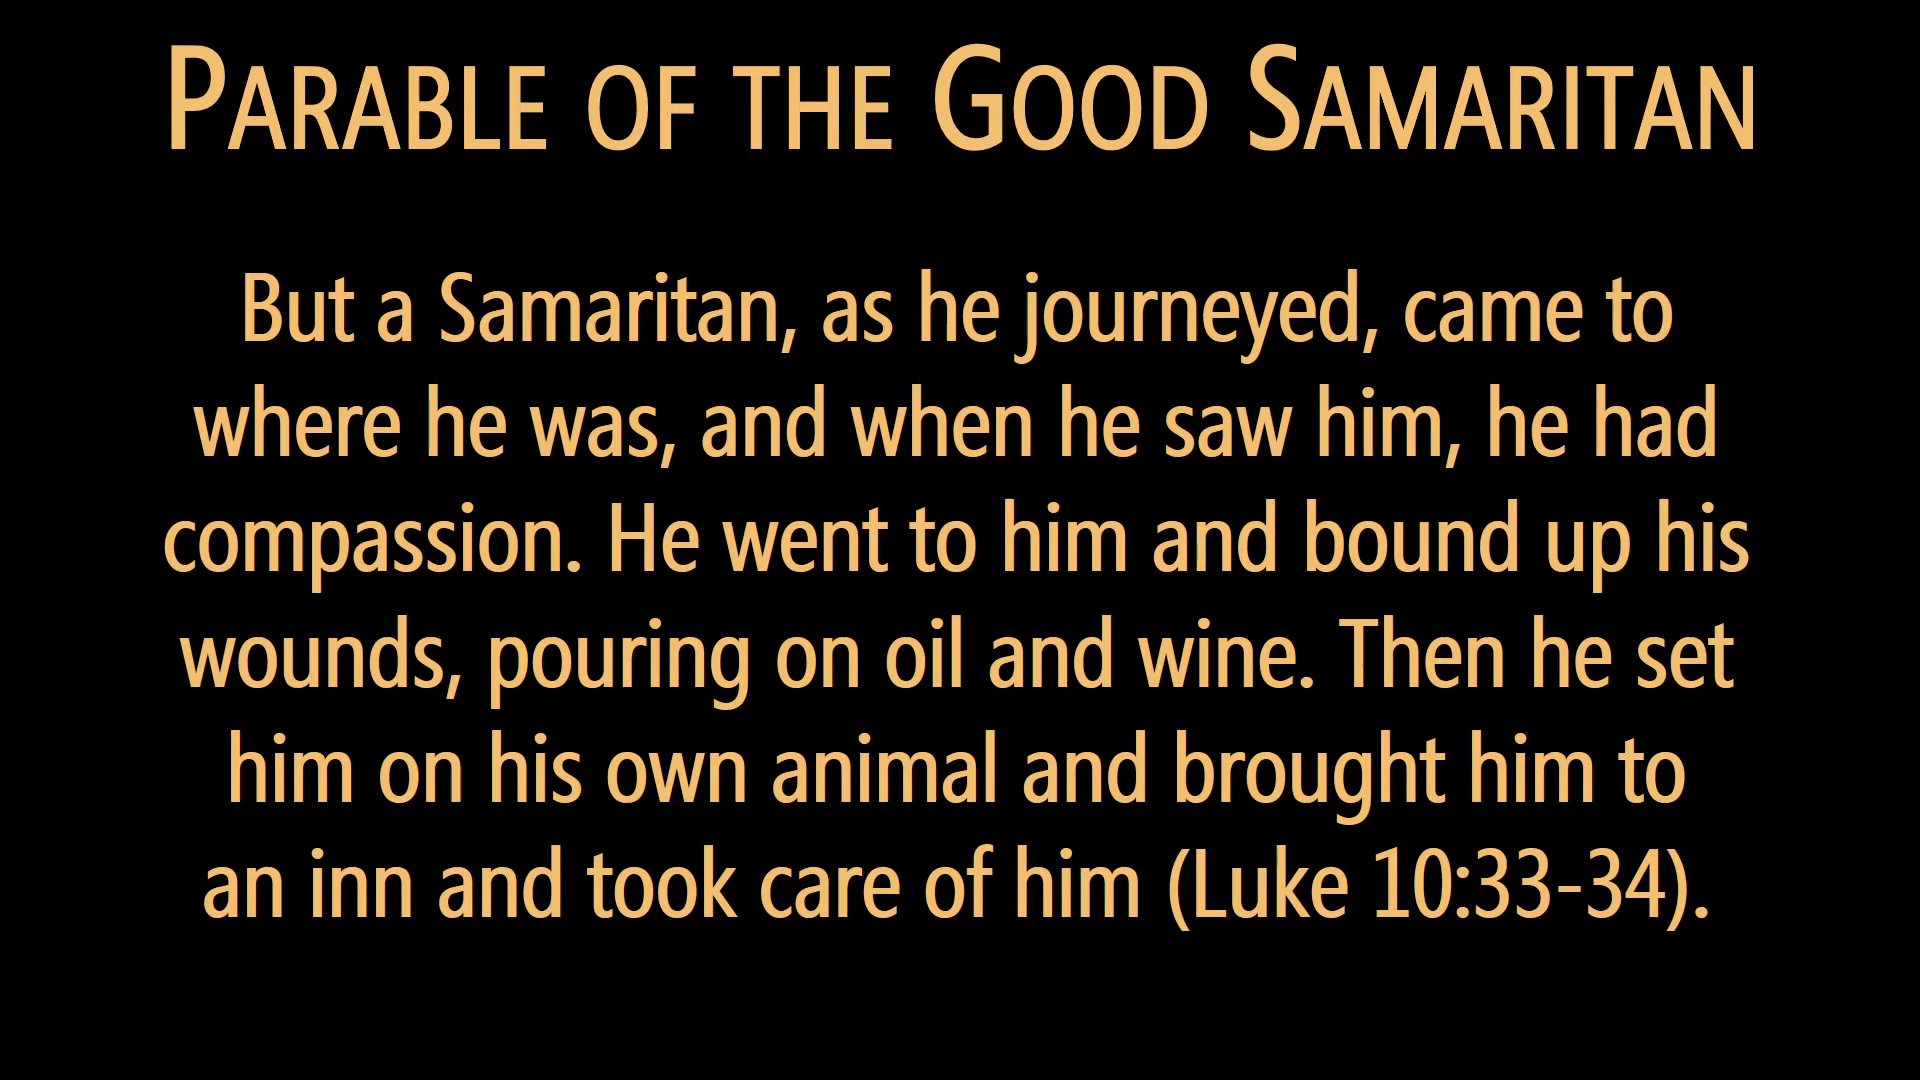 Parable of the Good Samaritan
But a Samaritan, as he journeyed, came to
where he was, and when he saw him, he had
compassion. He went to him and bound up his
wounds, pouring on oil and wine. Then he set
him on his own animal and brought him to
an inn and took care of him (Luke 10:33-34).